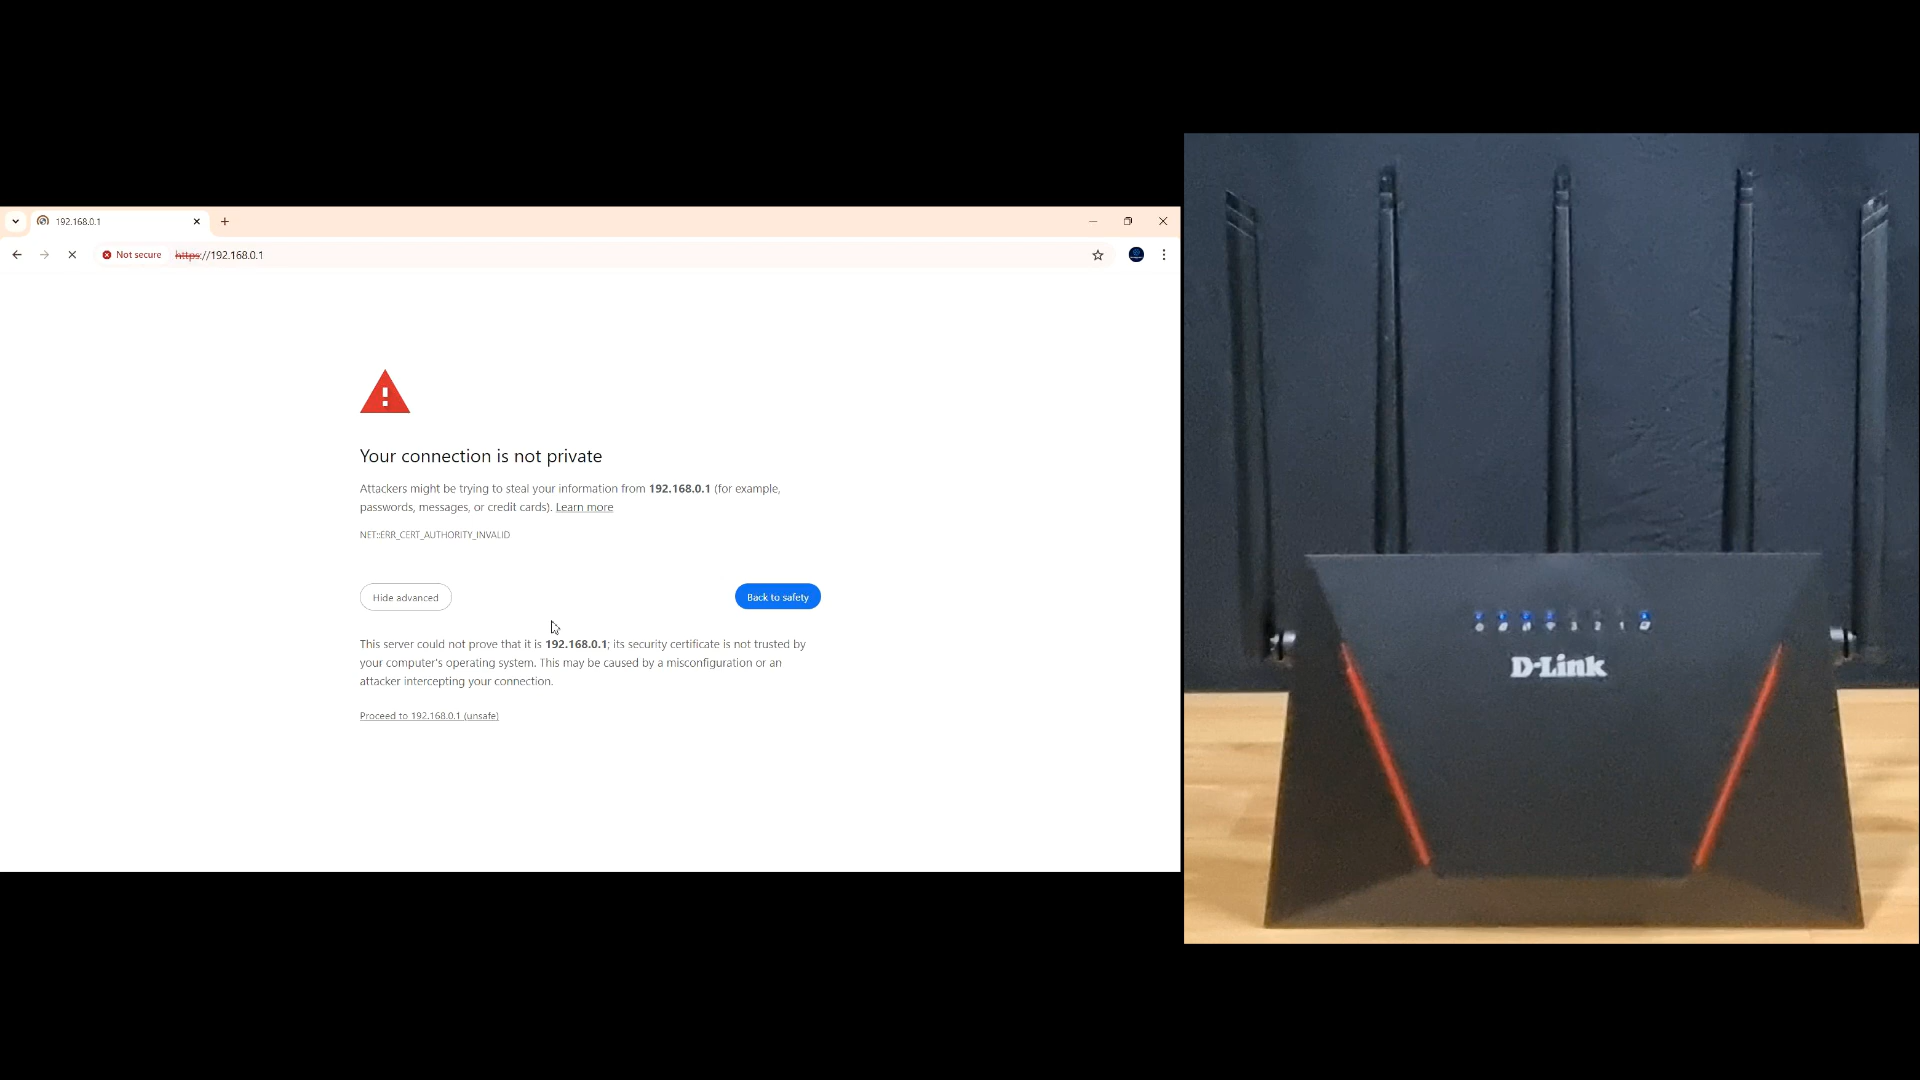 192.168.0.1
Not secure
https://192.168.0.1
!
Your connection is not private
Attackers might be trying to steal your information from 192.168.0.1 (for example,
passwords, messages, or credit cards). Learn more
NET::ERR_CERT_AUTHORITY_INVALID
Hide advanced
Back to safety
This server could not prove that it is 192.168.0.1; its security certificate is not trusted by
your computer's operating system. This may be caused by a misconfiguration or an
attacker intercepting your connection.
Proceed to 192.168.0.1 (unsafe)
3 2 1
D-Link